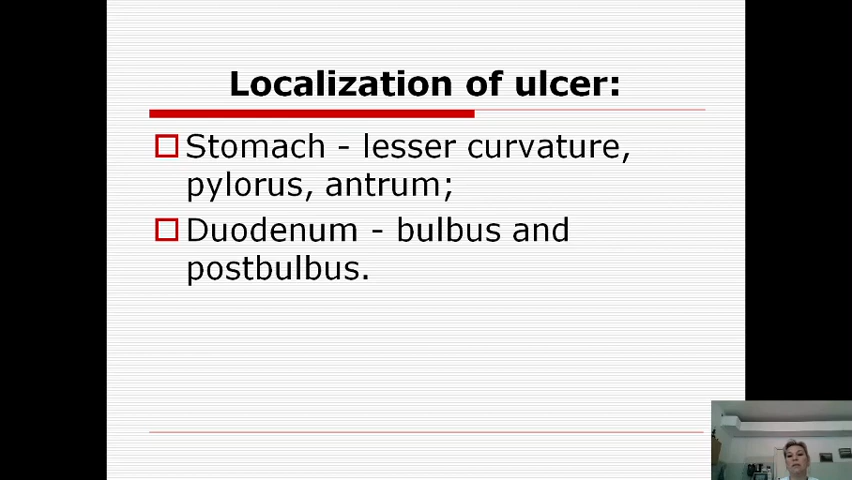 Localization of ulcer:
Stomach - lesser curvature,
pylorus, antrum;
Duodenum - bulbus and
postbulbus.